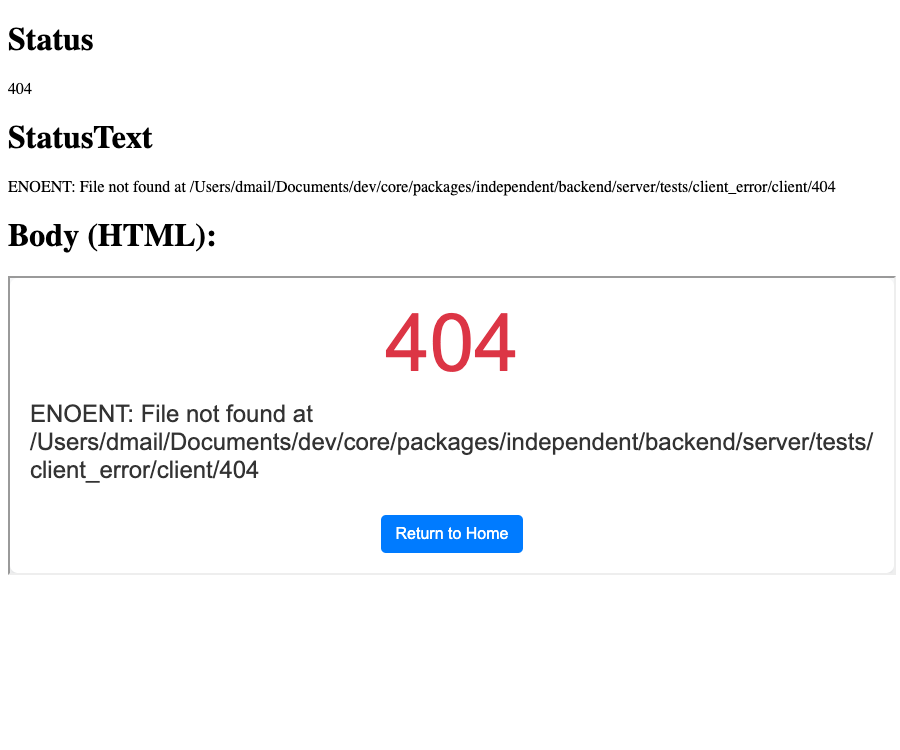 Status
404
StatusText
ENOENT: File not found at /Users/dmail/Documents/dev/core/packages/independent/backend/server/tests/client_error/client/404
Body (HTML):
404
ENOENT: File not found at
/Users/dmail/Documents/dev/core/packages/independent/backend/server/tests/
client_error/client/404
Return to Home